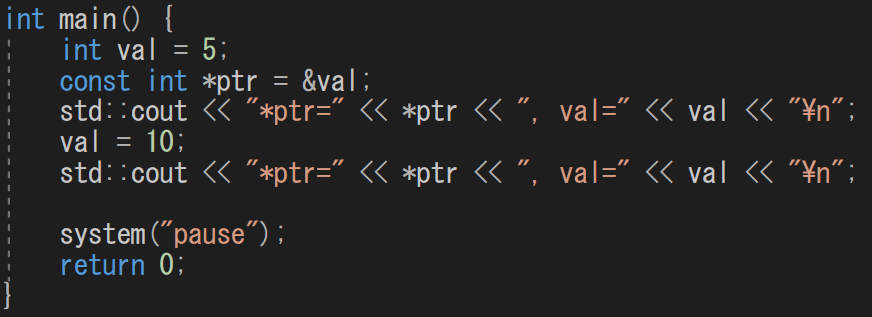 int main() {
    int val = 5;
    const int *ptr = &val;
    std::cout << "*ptr=" << *ptr << ", val=" << val << "¥n";
    val = 10;
    std::cout << "*ptr=" << *ptr << ", val=" << val << "¥n";

    system("pause");
    return 0;
}